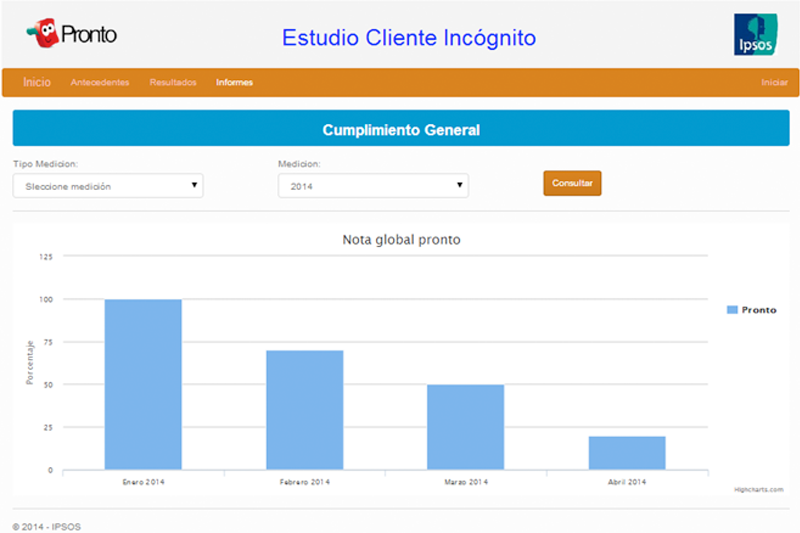 Pronto
Estudio Cliente Incógnito
Ipsos
Inicio Antecedentes Resultados Informes Iniciar
Cumplimiento General
Tipo Medicion: Medicion:
Sleccione medición 2014 Consultar
Nota global pronto
125
100
75
50
25
0
Porcentaje
Pronto
Enero 2014 Febrero 2014 Marzo 2014 Abril 2014
Highcharts.com
© 2014 - IPSOS